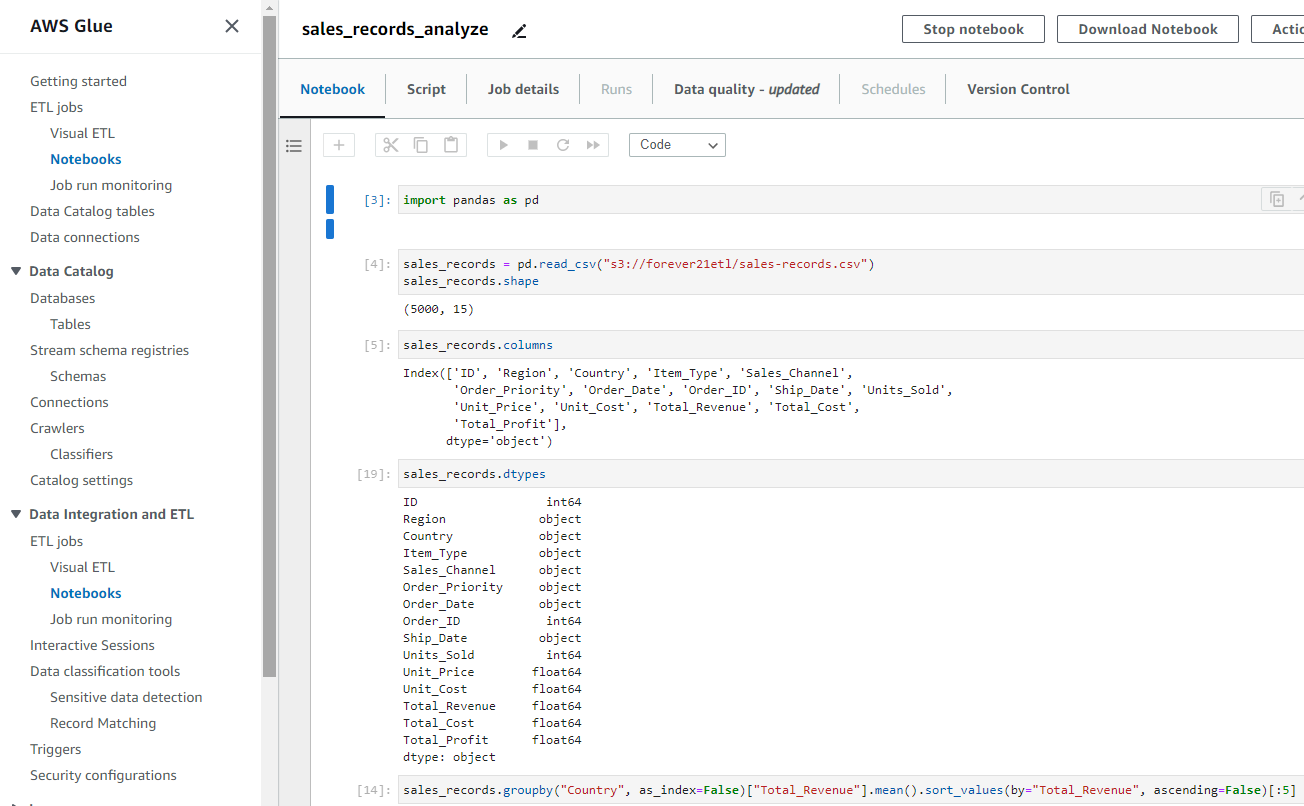 AWS Glue
Getting started
ETL jobs
Visual ETL
Notebooks
Job run monitoring
Data Catalog tables
Data connections
Data Catalog
Databases
Tables
Stream schema registries
Schemas
Connections
Crawlers
Classifiers
Catalog settings
Data Integration and ETL
ETL jobs
Visual ETL
Notebooks
Job run monitoring
Interactive Sessions
Data classification tools
Sensitive data detection
Record Matching
Triggers
Security configurations
sales_records_analyze
Stop notebook
Download Notebook
Actio
Notebook
Script
Job details
Runs
Data quality - updated
Schedules
Version Control
Code
[3]: import pandas as pd
[4]: sales_records = pd.read_csv("s3://forever21etl/sales-records.csv")
sales_records.shape
(5000, 15)
[5]: sales_records.columns
Index(['ID', 'Region', 'Country', 'Item_Type', 'Sales_Channel',
'Order_Priority', 'Order_Date', 'Order_ID', 'Ship_Date', 'Units_Sold',
'Unit_Price', 'Unit_Cost', 'Total_Revenue', 'Total_Cost',
'Total_Profit'],
dtype='object')
[19]: sales_records.dtypes
ID int64
Region object
Country object
Item_Type object
Sales_Channel object
Order_Priority object
Order_Date object
Order_ID int64
Ship_Date object
Units_Sold int64
Unit_Price float64
Unit_Cost float64
Total_Revenue float64
Total_Cost float64
Total_Profit float64
dtype: object
[14]: sales_records.groupby("Country", as_index=False)["Total_Revenue"].mean().sort_values(by="Total_Revenue", ascending=False)[:5]